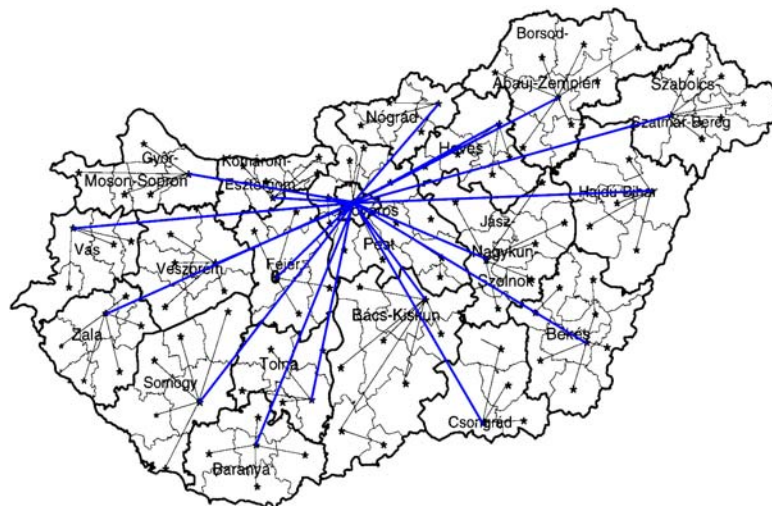 Borsod-
Abaúj-Zemplén
Szabolcs-
Szatmár-Bereg
Nógrád
Heves
Győr-
Moson-Sopron
Komárom-
Esztergom
Hajdú-Bihar
Jász-
Nagykun-
Szolnok
Pest
Vas
Veszprém
Fejér
Bács-Kiskun
Zala
Békés
Somogy
Tolna
Csongrád
Baranya